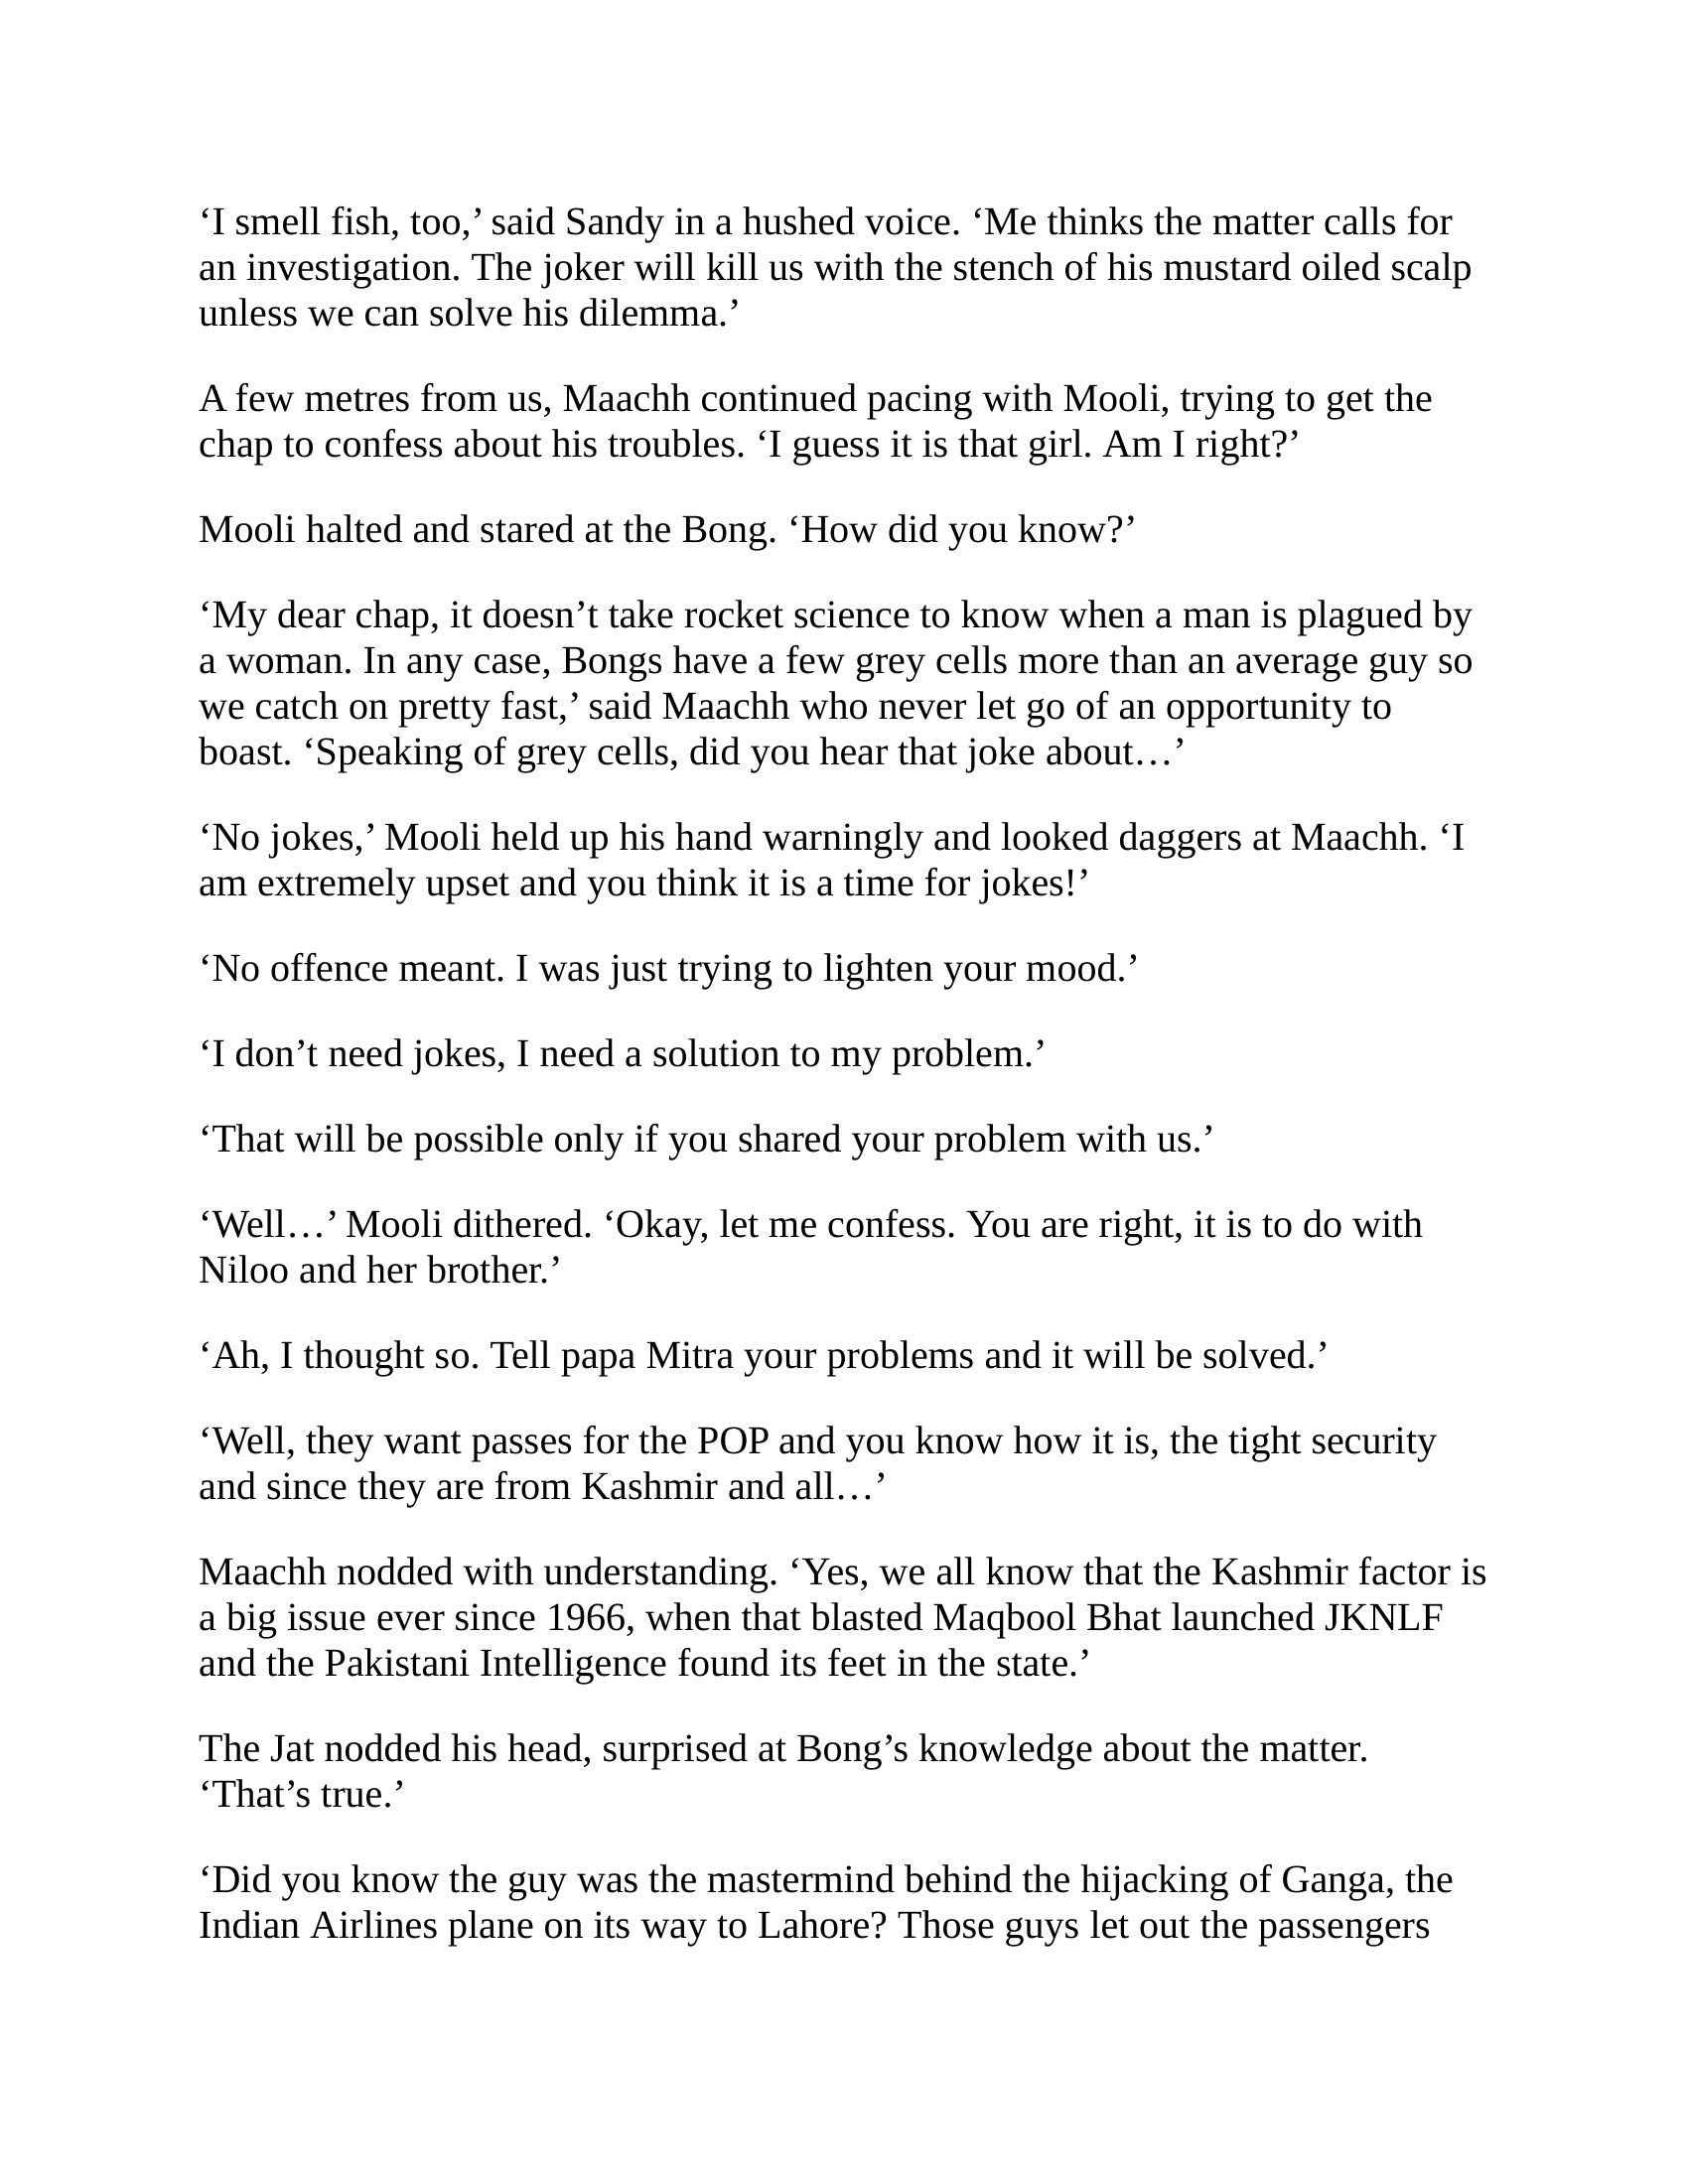 ‘I smell fish, too,’ said Sandy in a hushed voice. ‘Me thinks the matter calls for
an investigation. The joker will kill us with the stench of his mustard oiled scalp
unless we can solve his dilemma.’
A few metres from us, Maachh continued pacing with Mooli, trying to get the
chap to confess about his troubles. ‘I guess it is that girl. Am I right?’
Mooli halted and stared at the Bong. ‘How did you know?’
‘My dear chap, it doesn’t take rocket science to know when a man is plagued by
a woman. In any case, Bongs have a few grey cells more than an average guy so
we catch on pretty fast,’ said Maachh who never let go of an opportunity to
boast. ‘Speaking of grey cells, did you hear that joke about…’
‘No jokes,’ Mooli held up his hand warningly and looked daggers at Maachh. ‘I
am extremely upset and you think it is a time for jokes!’
‘No offence meant. I was just trying to lighten your mood.’
‘I don’t need jokes, I need a solution to my problem.’
‘That will be possible only if you shared your problem with us.’
‘Well…’ Mooli dithered. ‘Okay, let me confess. You are right, it is to do with
Niloo and her brother.’
‘Ah, I thought so. Tell papa Mitra your problems and it will be solved.’
‘Well, they want passes for the POP and you know how it is, the tight security
and since they are from Kashmir and all…’
Maachh nodded with understanding. ‘Yes, we all know that the Kashmir factor is
a big issue ever since 1966, when that blasted Maqbool Bhat launched JKNLF
and the Pakistani Intelligence found its feet in the state.’
The Jat nodded his head, surprised at Bong’s knowledge about the matter.
‘That’s true.’
‘Did you know the guy was the mastermind behind the hijacking of Ganga, the
Indian Airlines plane on its way to Lahore? Those guys let out the passengers